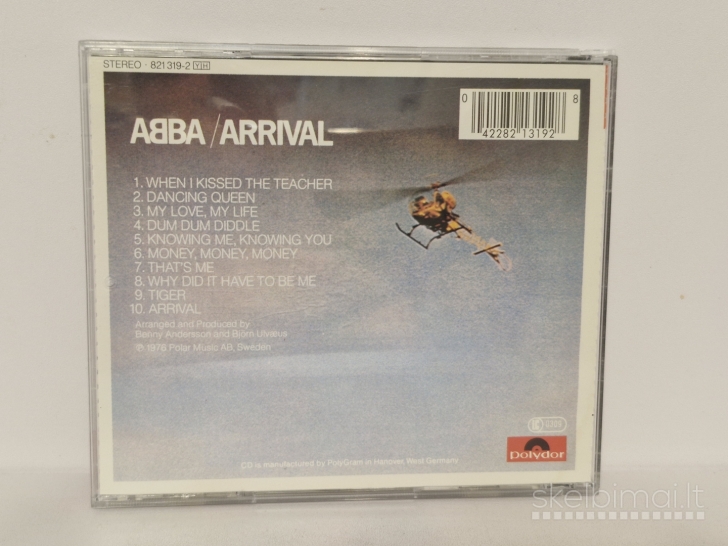 STEREO · 821 319-2 YH
0 42282 13192 8
ABBA/ARRIVAL
1. WHEN I KISSED THE TEACHER
2. DANCING QUEEN
3. MY LOVE, MY LIFE
4. DUM DUM DIDDLE
5. KNOWING ME, KNOWING YOU
6. MONEY, MONEY, MONEY
7. THAT'S ME
8. WHY DID IT HAVE TO BE ME
9. TIGER
10. ARRIVAL
Arranged and Produced by
Benny Andersson and Björn Ulvæus
℗ 1976 Polar Music AB, Sweden
polydor
CD is manufactured by PolyGram in Hanover, West Germany
skelbimai.lt